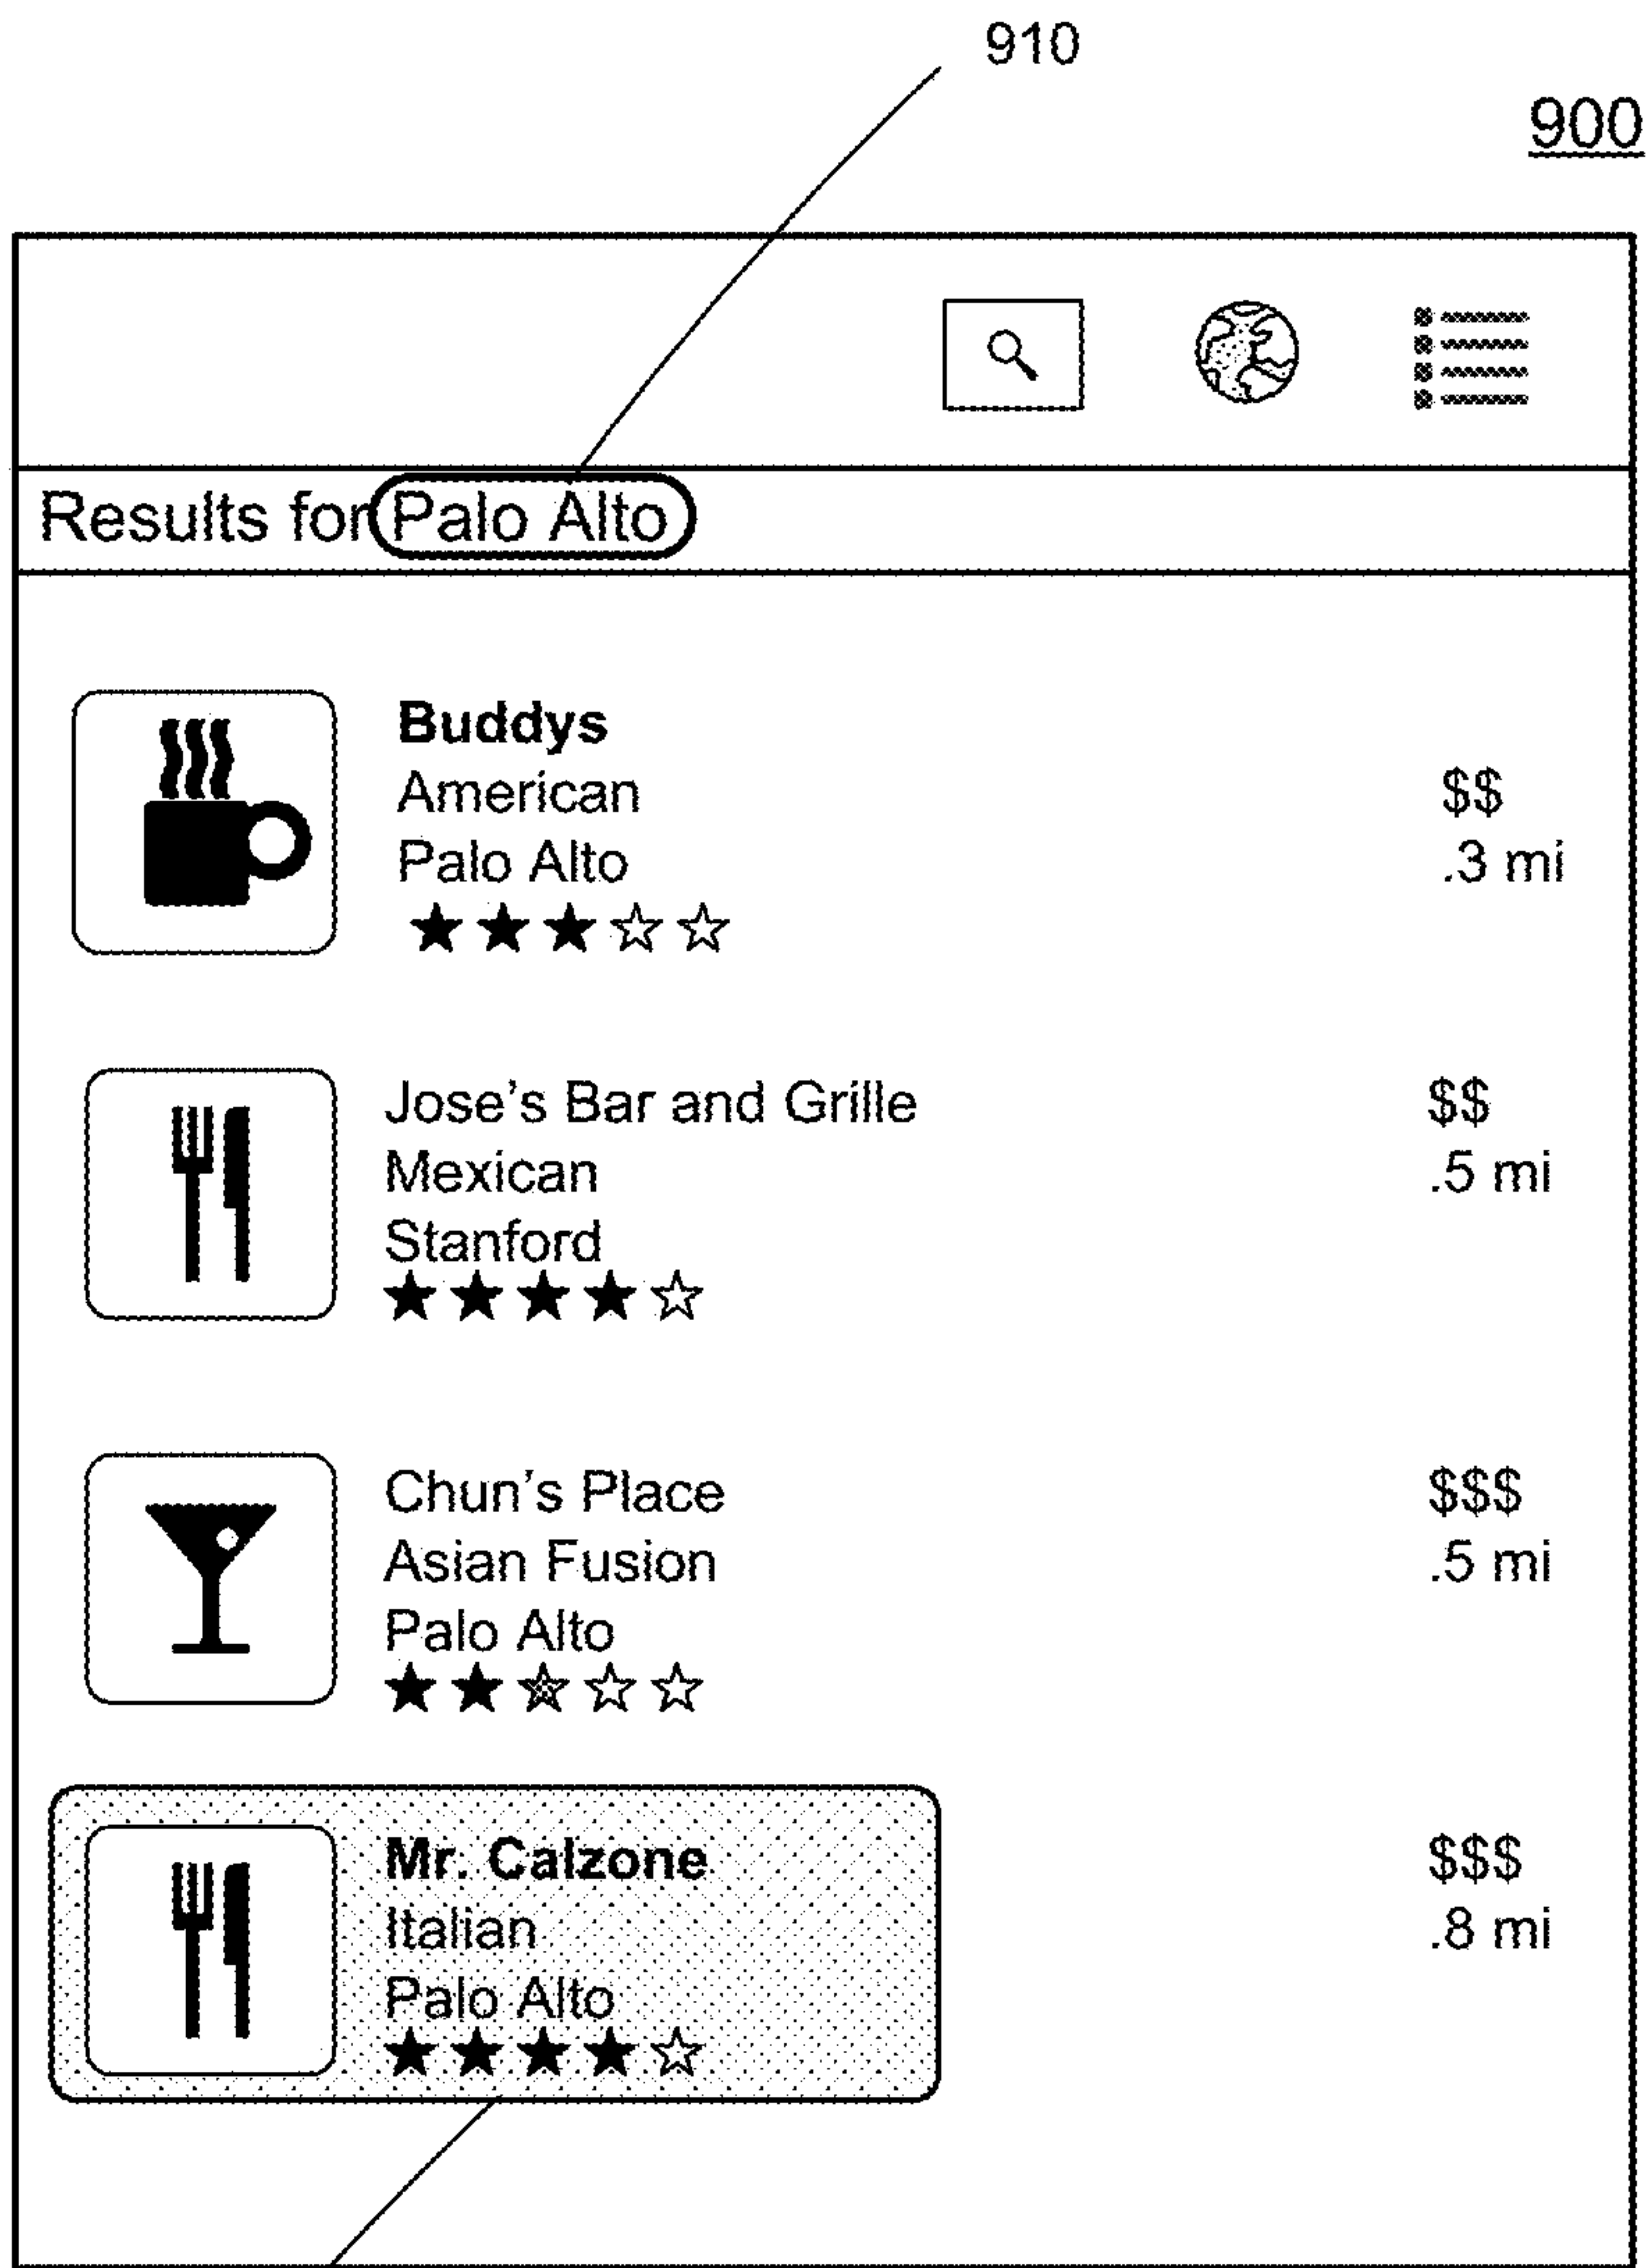 910
900
Results for Palo Alto
Buddys
American
$$
Palo Alto
.3 mi
Jose's Bar and Grille
$$
Mexican
.5 mi
Stanford
Chun's Place
$$$
Asian Fusion
.5 mi
Palo Alto
Mr. Calzone
$$$
Italian
.8 mi
Palo Alto